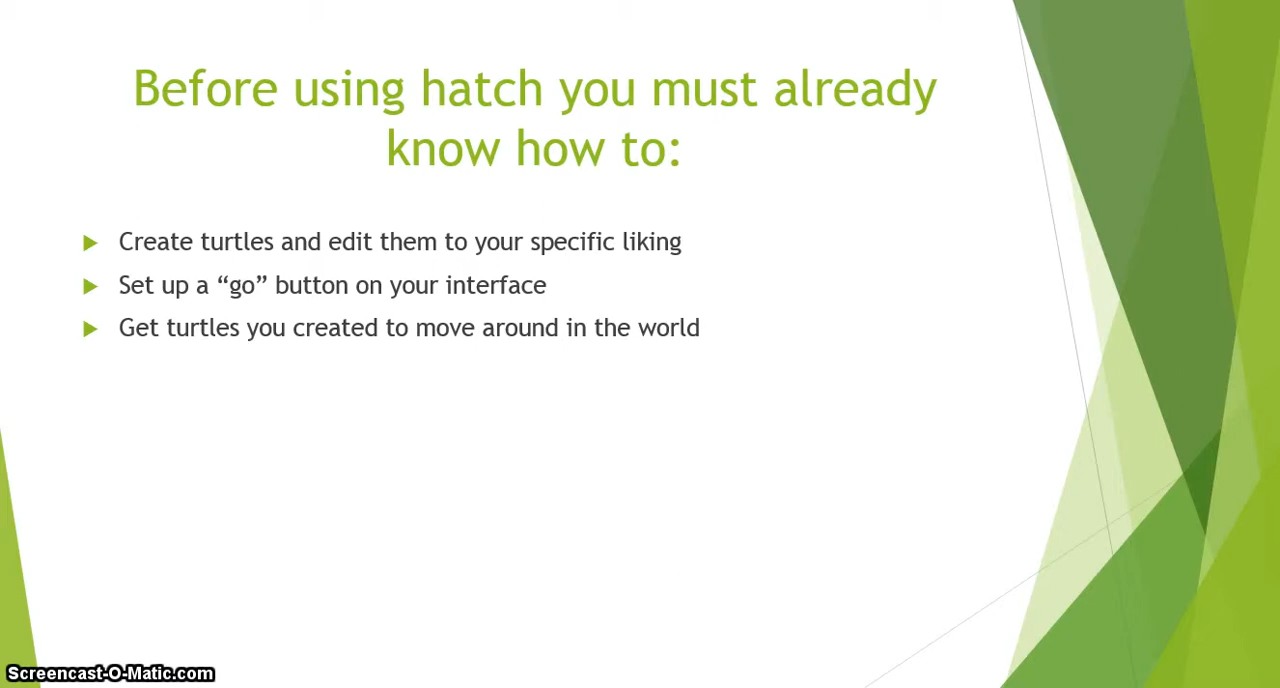 Before using hatch you must already
know how to:
Create turtles and edit them to your specific liking
Set up a “go” button on your interface
Get turtles you created to move around in the world
Screencast-O-Matic.com